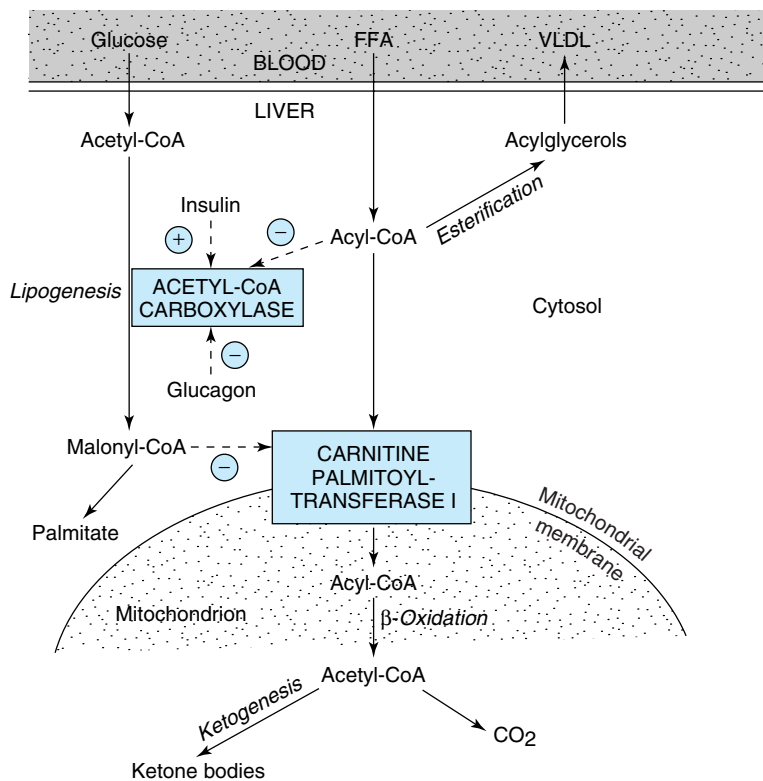 Glucose
FFA
VLDL
BLOOD
LIVER
Acetyl-CoA
Acylglycerols
Insulin
Esterification
+
−
Acyl-CoA
Lipogenesis
ACETYL-CoA
CARBOXYLASE
Cytosol
−
Glucagon
Malonyl-CoA
−
CARNITINE
PALMITOYL-
TRANSFERASE I
Mitochondrial
membrane
Palmitate
Acyl-CoA
Mitochondrion
β-Oxidation
Acetyl-CoA
Ketogenesis
CO2
Ketone bodies